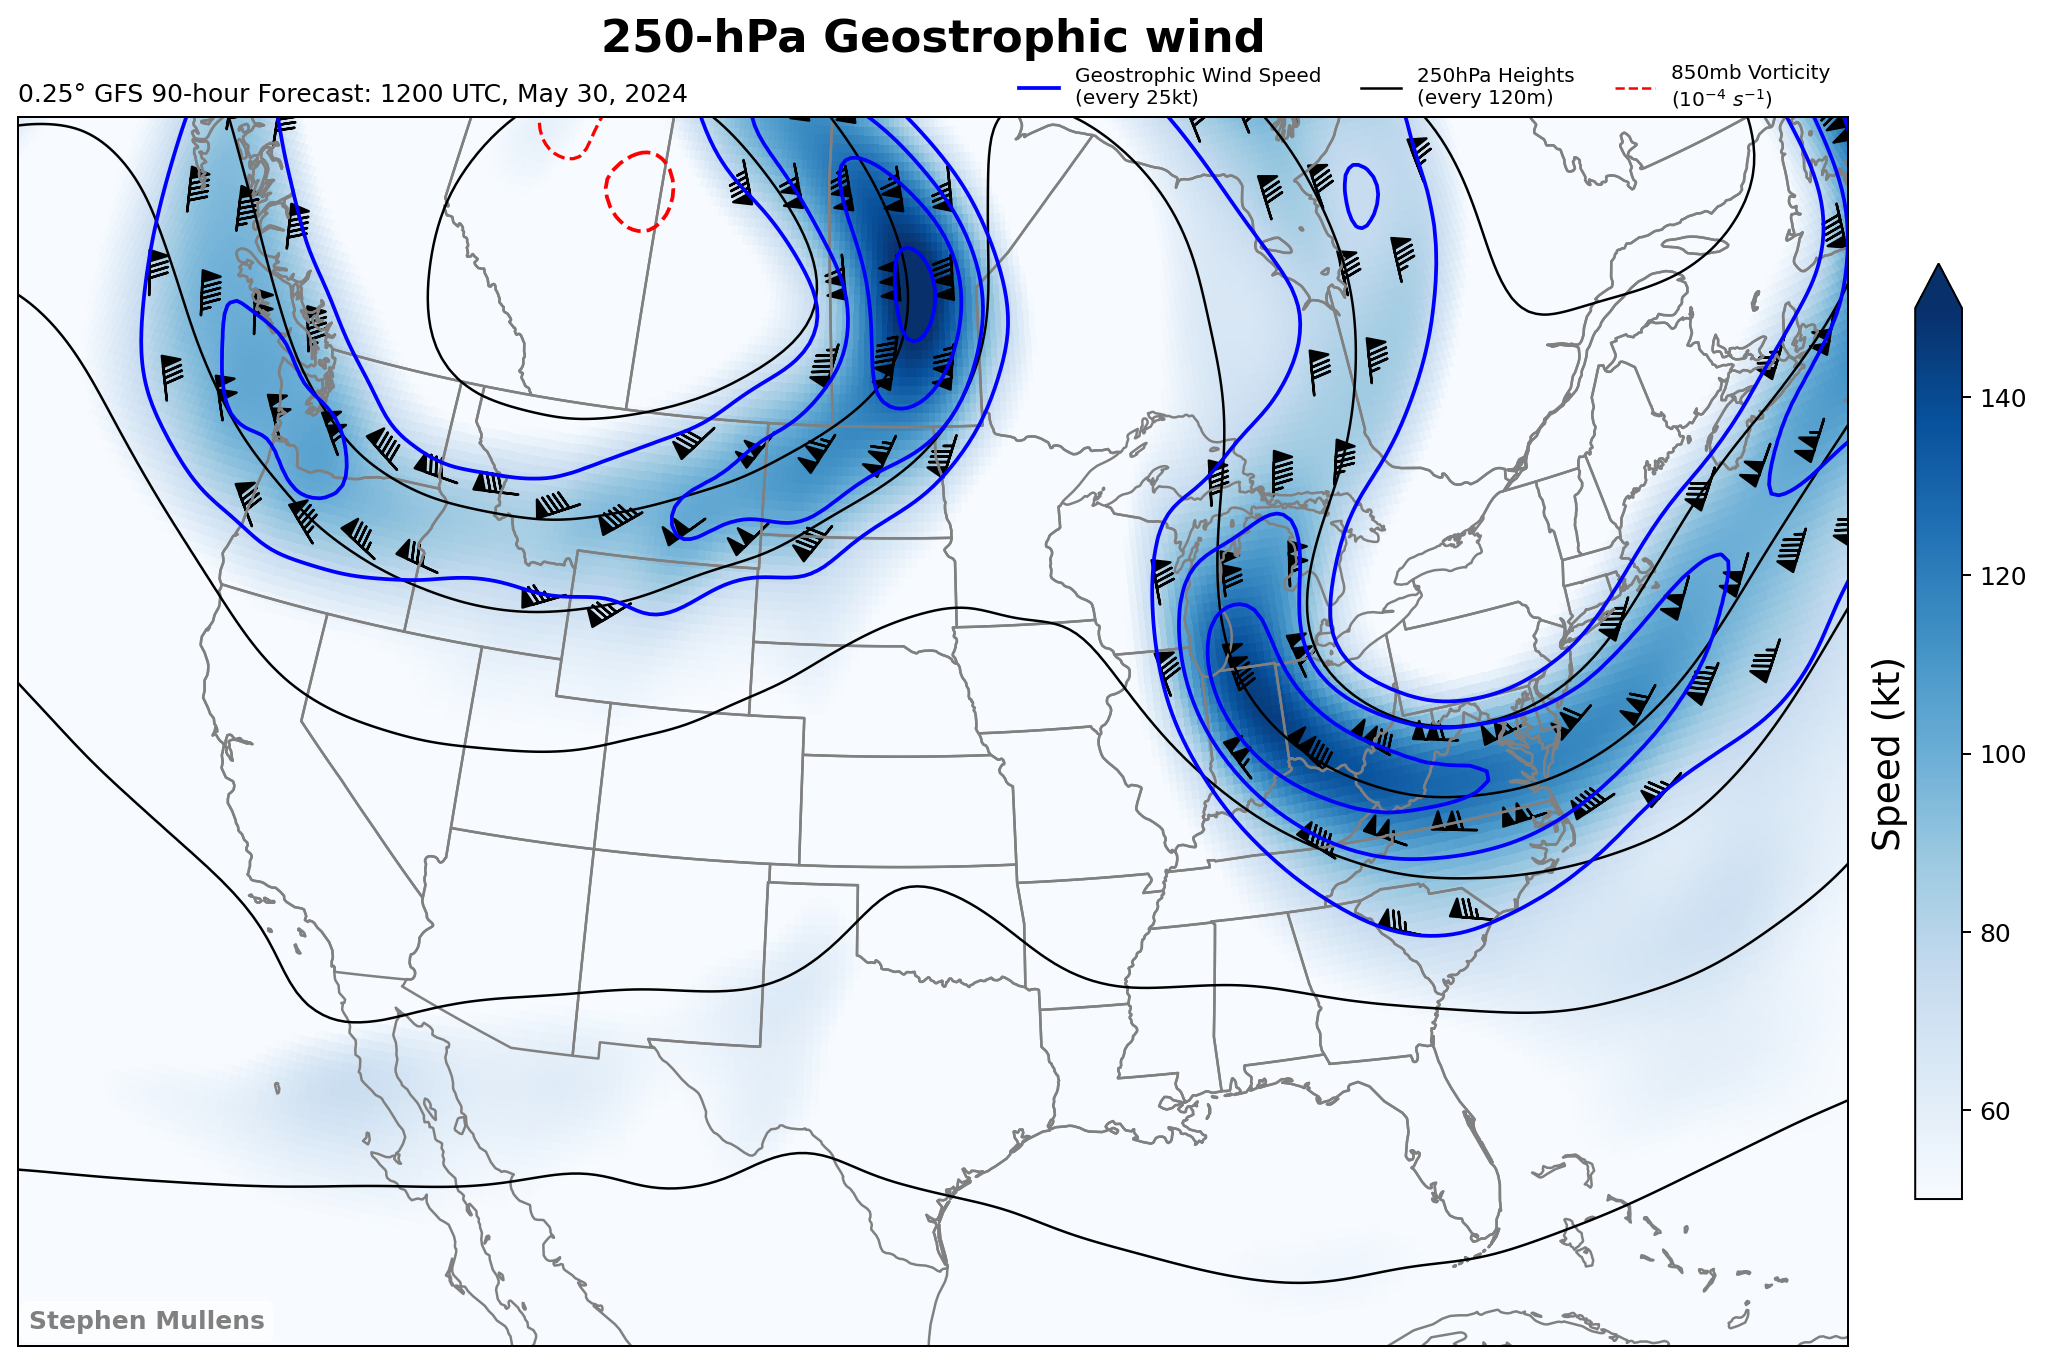 250-hPa Geostrophic wind
0.25° GFS 90-hour Forecast: 1200 UTC, May 30, 2024
Geostrophic Wind Speed
(every 25kt)
250hPa Heights
(every 120m)
850mb Vorticity
(10⁻⁴ s⁻¹)
140
120
100
80
60
Speed (kt)
Stephen Mullens